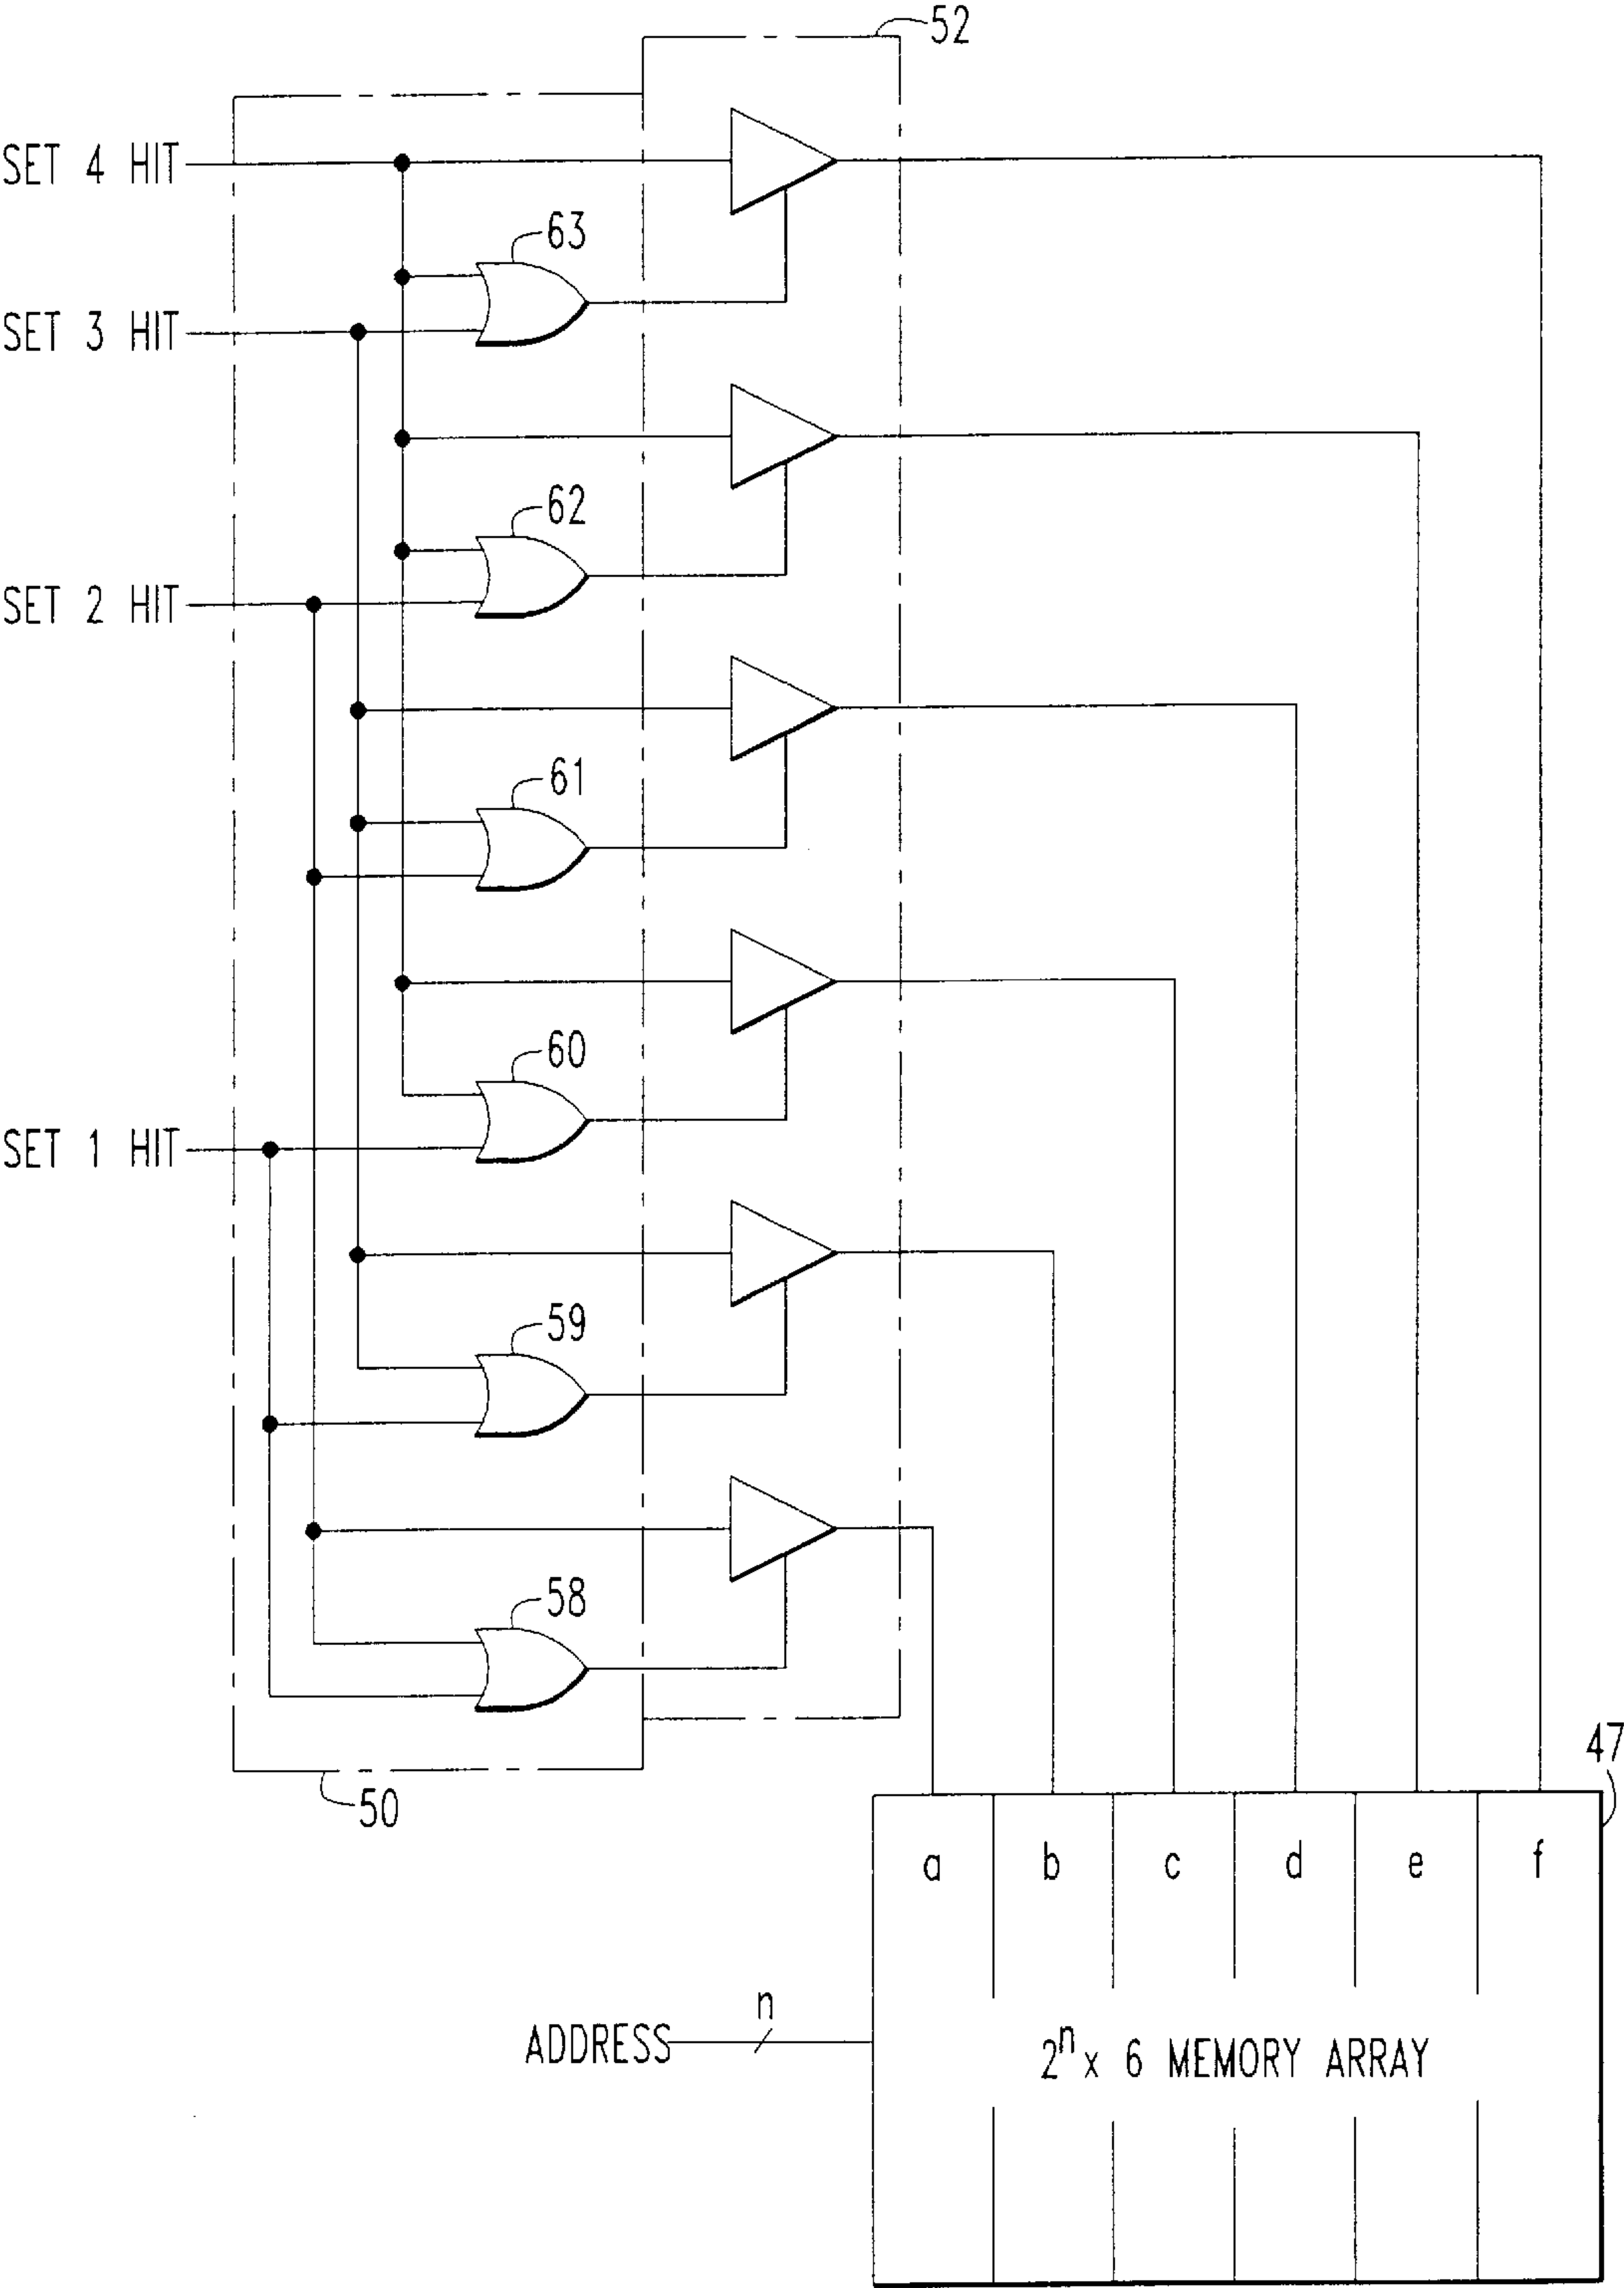 52
SET 4 HIT
63
SET 3 HIT
62
SET 2 HIT
61
60
SET 1 HIT
59
58
47
50
a b c d e f
n
ADDRESS
2ⁿ x 6 MEMORY ARRAY